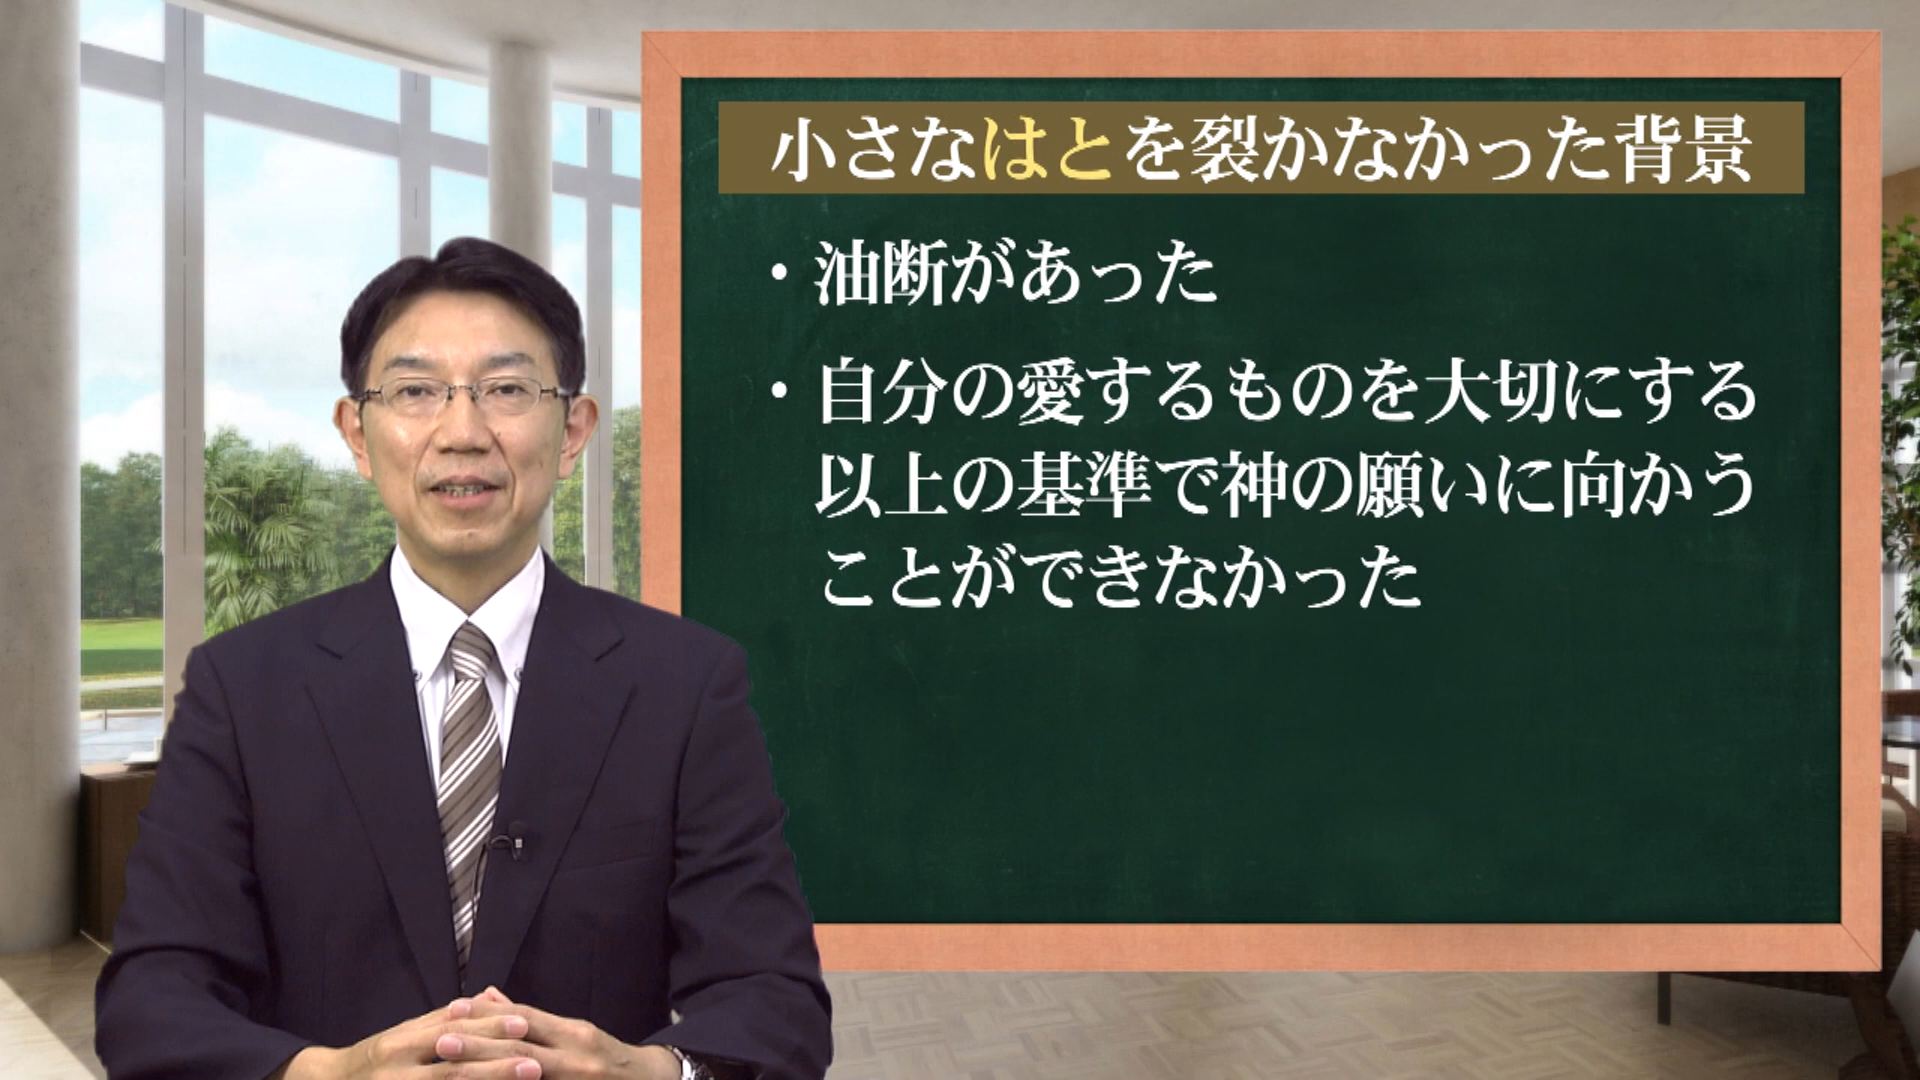 小さなはとを裂かなかった背景
・油断があった
・自分の愛するものを大切にする
以上の基準で神の願いに向かう
ことができなかった